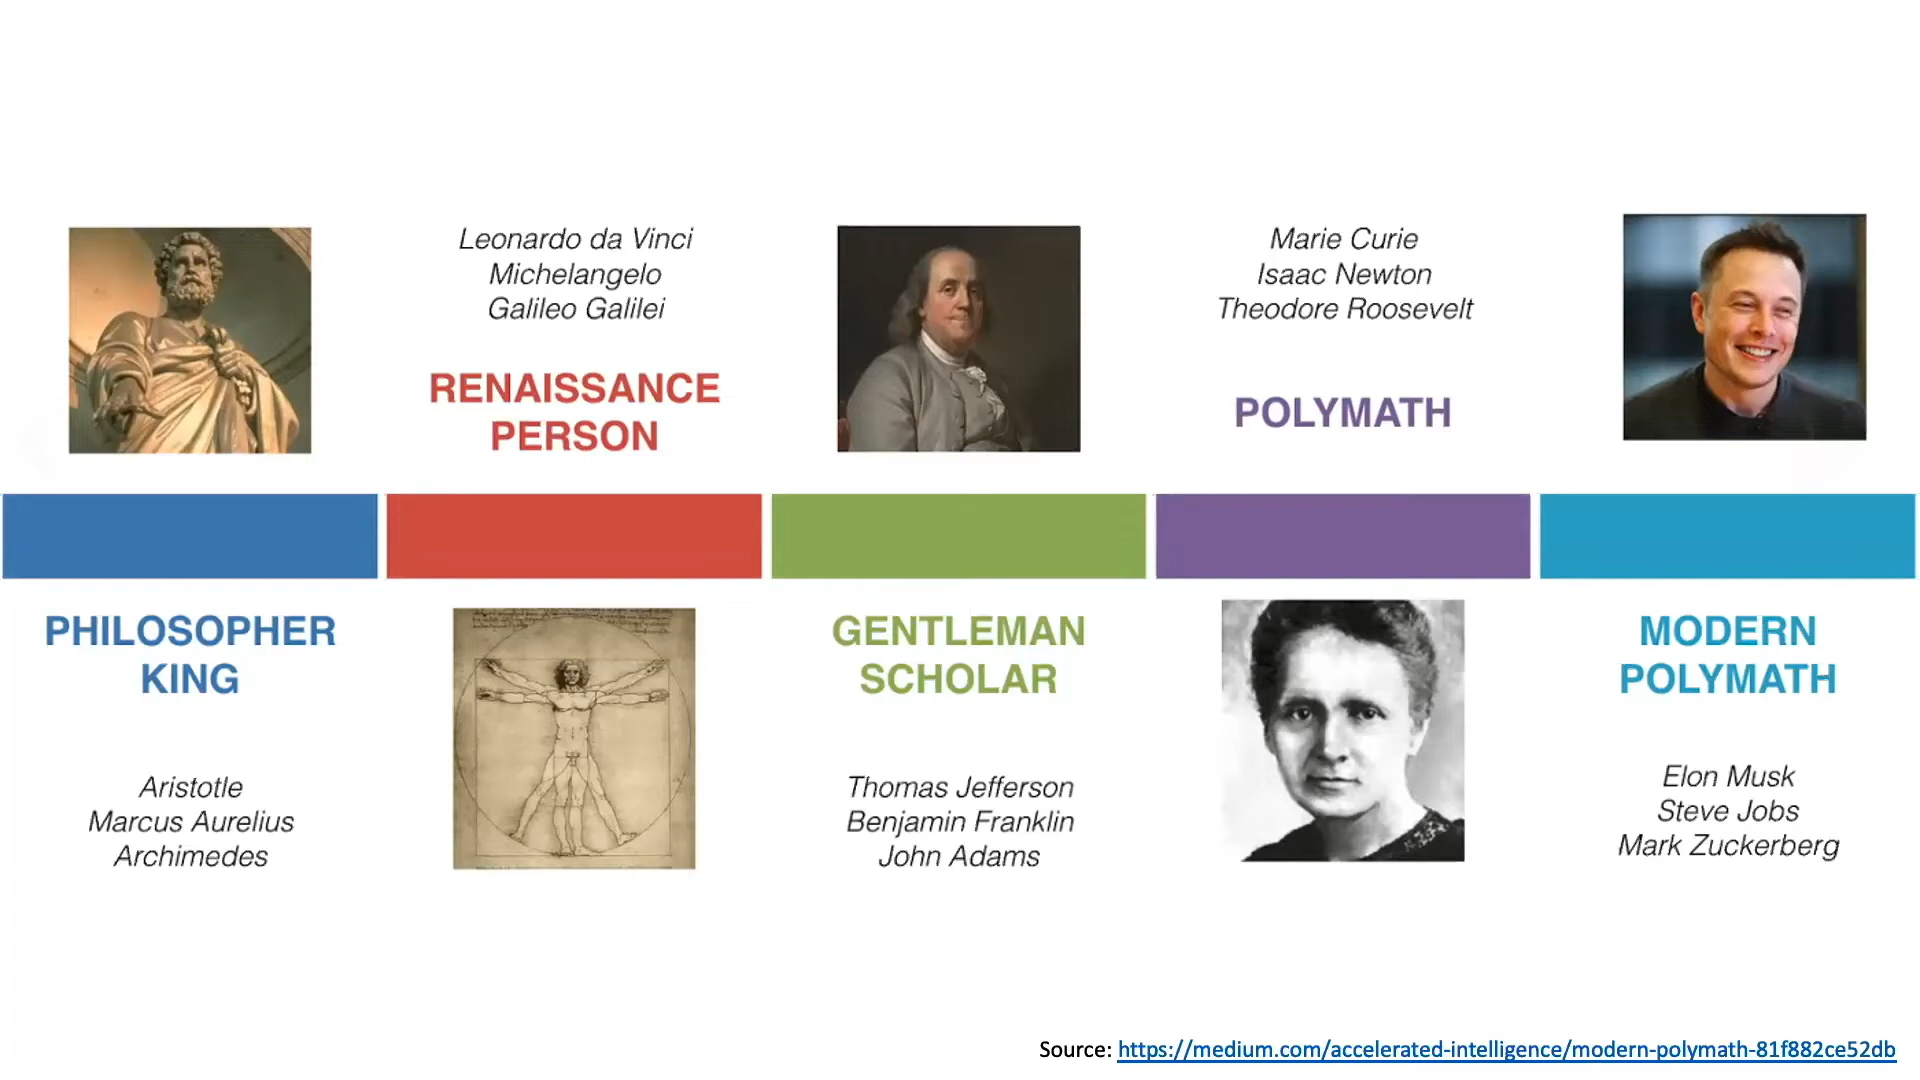 Leonardo da Vinci
Michelangelo
Galileo Galilei
RENAISSANCE
PERSON
Marie Curie
Isaac Newton
Theodore Roosevelt
POLYMATH
PHILOSOPHER
KING
Aristotle
Marcus Aurelius
Archimedes
GENTLEMAN
SCHOLAR
Thomas Jefferson
Benjamin Franklin
John Adams
MODERN
POLYMATH
Elon Musk
Steve Jobs
Mark Zuckerberg
Source: https://medium.com/accelerated-intelligence/modern-polymath-81f882ce52db